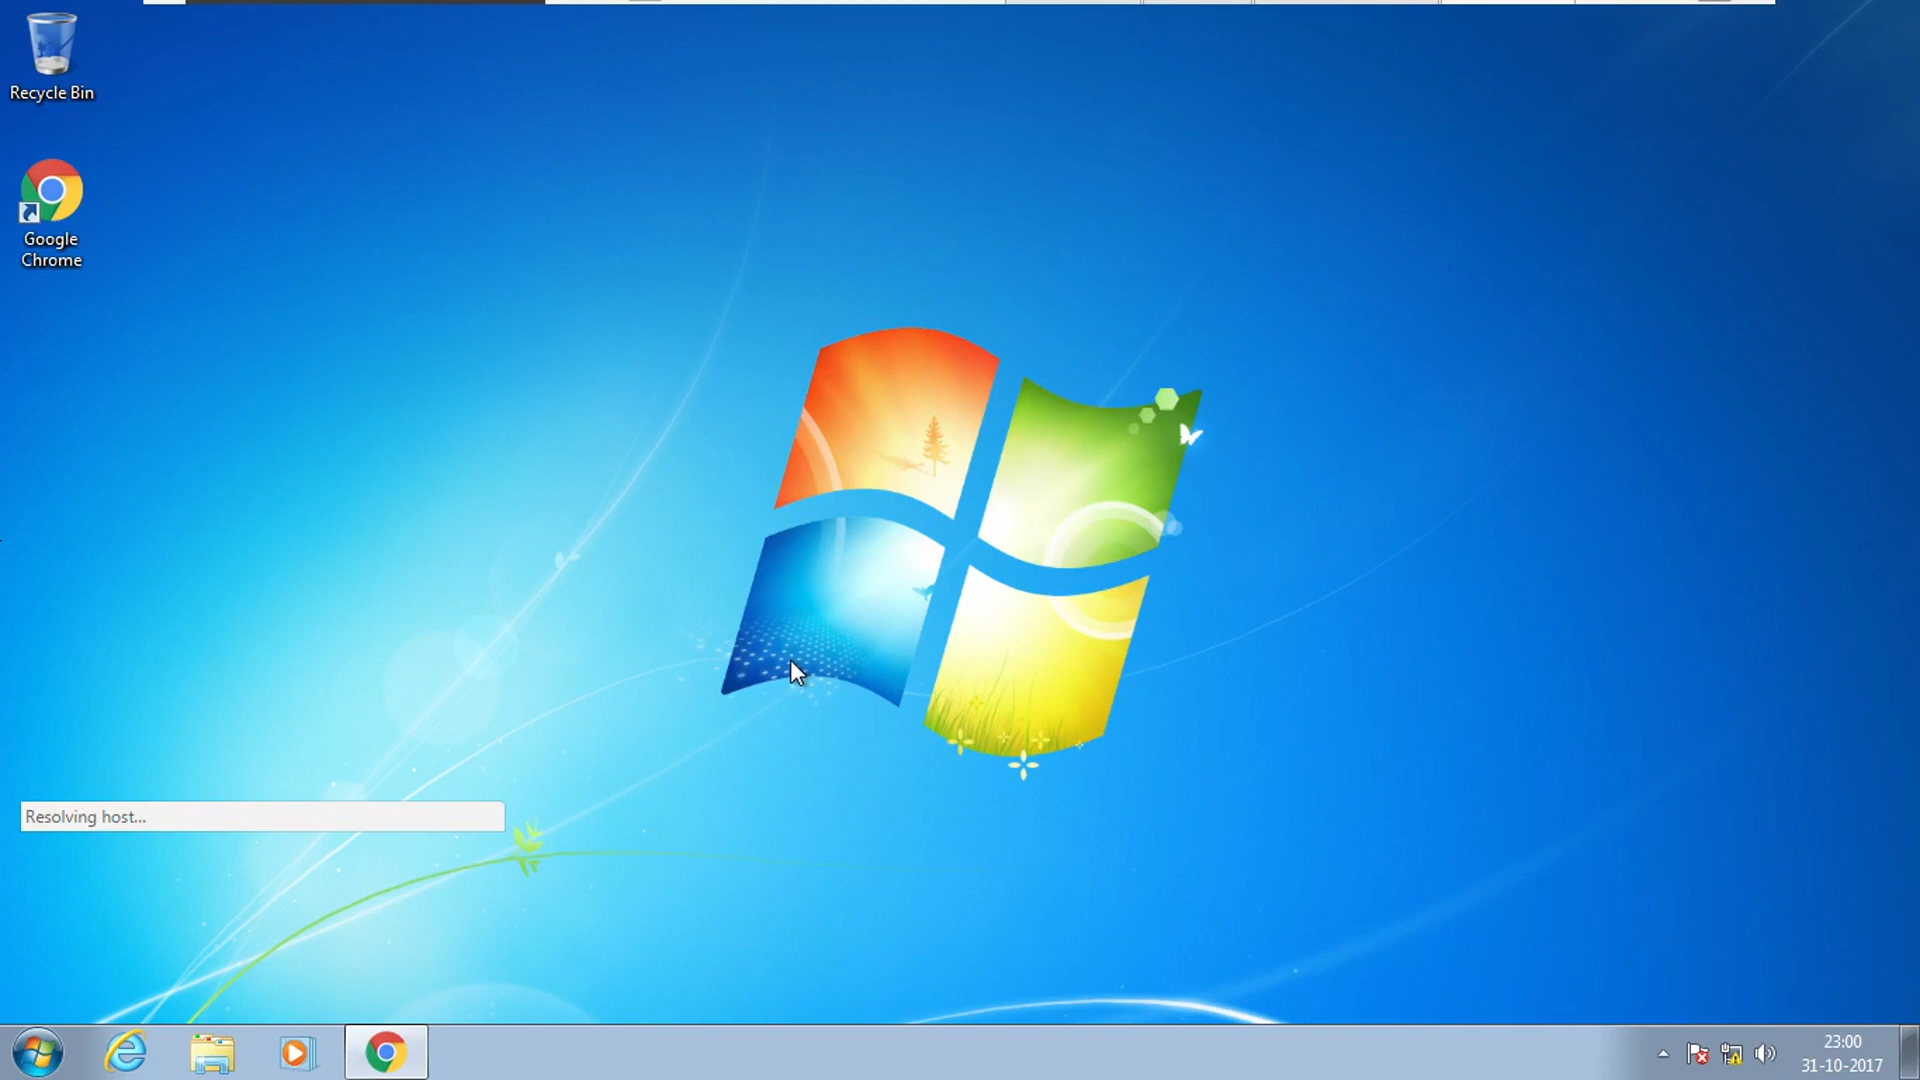 Recycle Bin
Google
Chrome
Resolving host...
23:00
31-10-2017